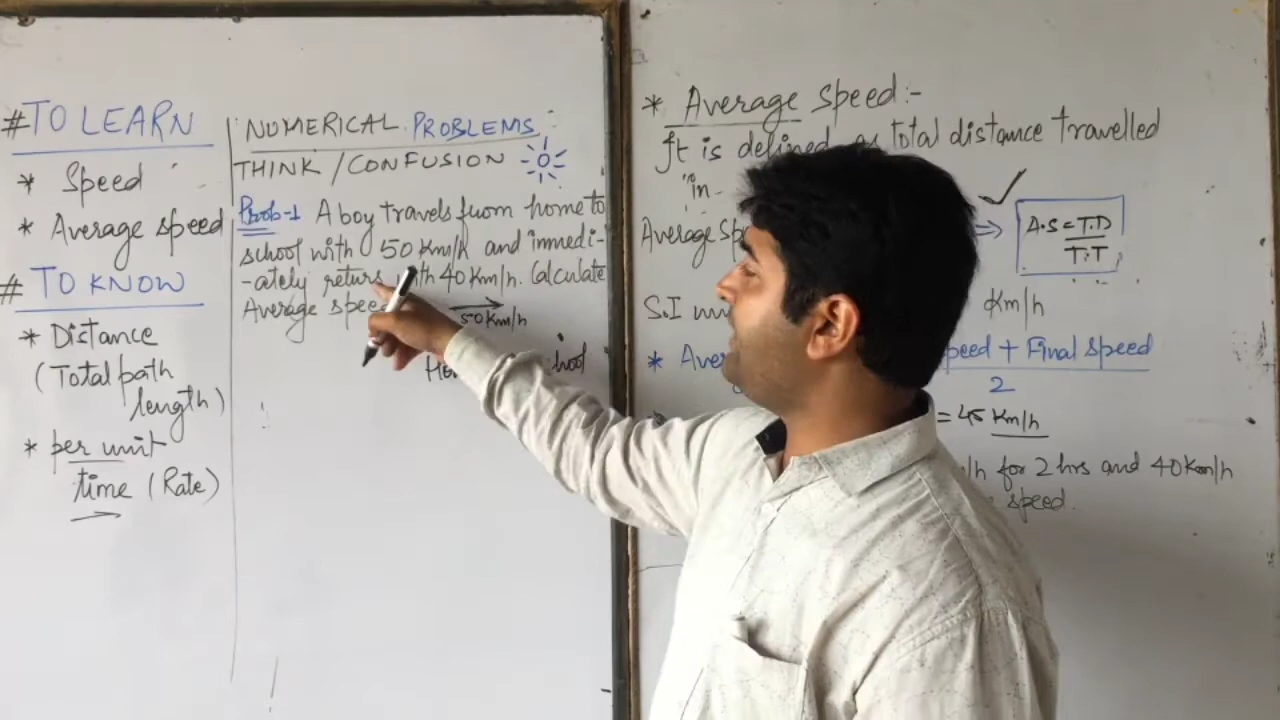 # TO LEARN
* Speed
* Average speed
# TO KNOW
* Distance
(Total path
length)
* per unit
time (Rate)
NUMERICAL PROBLEMS
THINK / CONFUSION
Prob-1 A boy travels from home to
school with 50 Km/h and immedi-
-ately returs with 40 Km/h. Calculate
Average speed
50 Km/h
* Average speed :-
It is defined as total distance travelled
in
Average Sp
A.S = T.D
T.T
S.I Km/h
* Aver peed + Final speed
2
= 45 Km/h
/h for 2 hrs and 40 Km/h
speed.